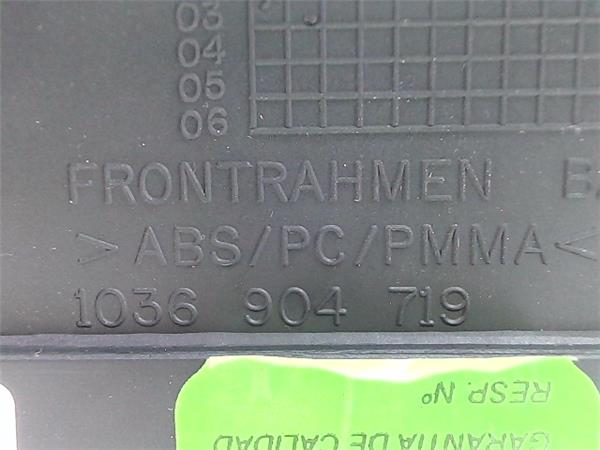 03
04
05
06
FRONTRAHMEN
>ABS/PC/PMMA<
1036 904 719
RESP. Nº
GARANTIA DE CALIDAD